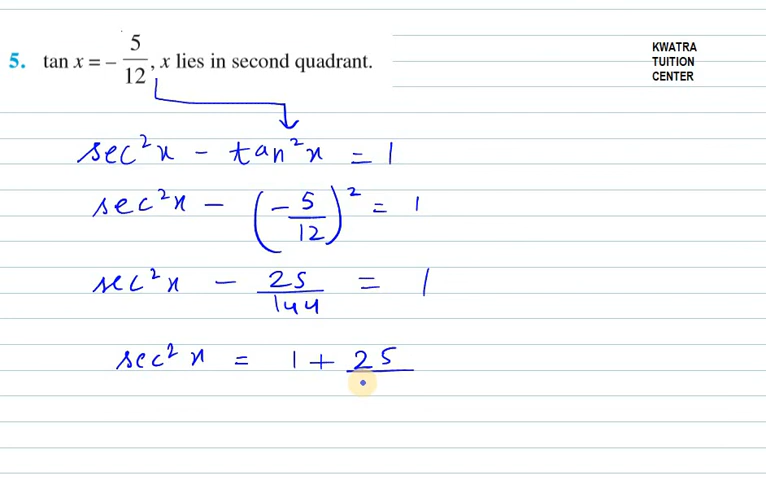 5. tan x = - 5/12, x lies in second quadrant.
KWATRA
TUITION
CENTER
sec²x - tan²x = 1
sec²x - (-5/12)² = 1
sec²x - 25/144 = 1
sec²x = 1 + 25/